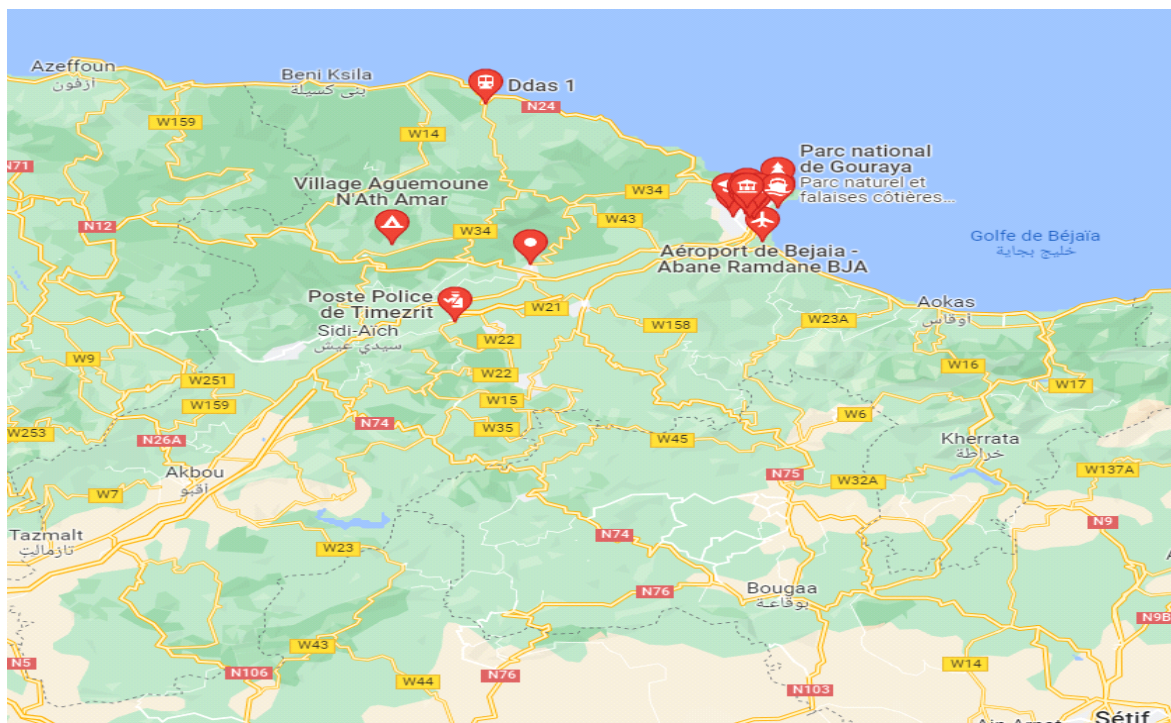 Azeffoun
أزفون
Beni Ksila
بني كسيلة
Ddas 1
N24
W159
W14
N71
Parc national
de Gouraya
Parc naturel et
falaises côtières...
Village Aguemoune
N'Ath Amar
W34
W43
N12
W34
Golfe de Béjaïa
خليج بجاية
Aéroport de Bejaia -
Abane Ramdane BJA
Poste Police
de Timezrit
Sidi-Aïch
سيدي عيش
W21
Aokas
أوقاس
W23A
W158
W22
W9
W251
W22
W16
W17
W159
W15
W6
W253
N26A
N74
W35
W45
Kherrata
خراطة
Akbou
أقبو
N75
W137A
W32A
W7
N9
Tazmalt
تازمالت
N74
W23
Bougaa
بوقاعة
N76
N9B
W43
N5
N106
N76
W14
W44
N103
Sétif